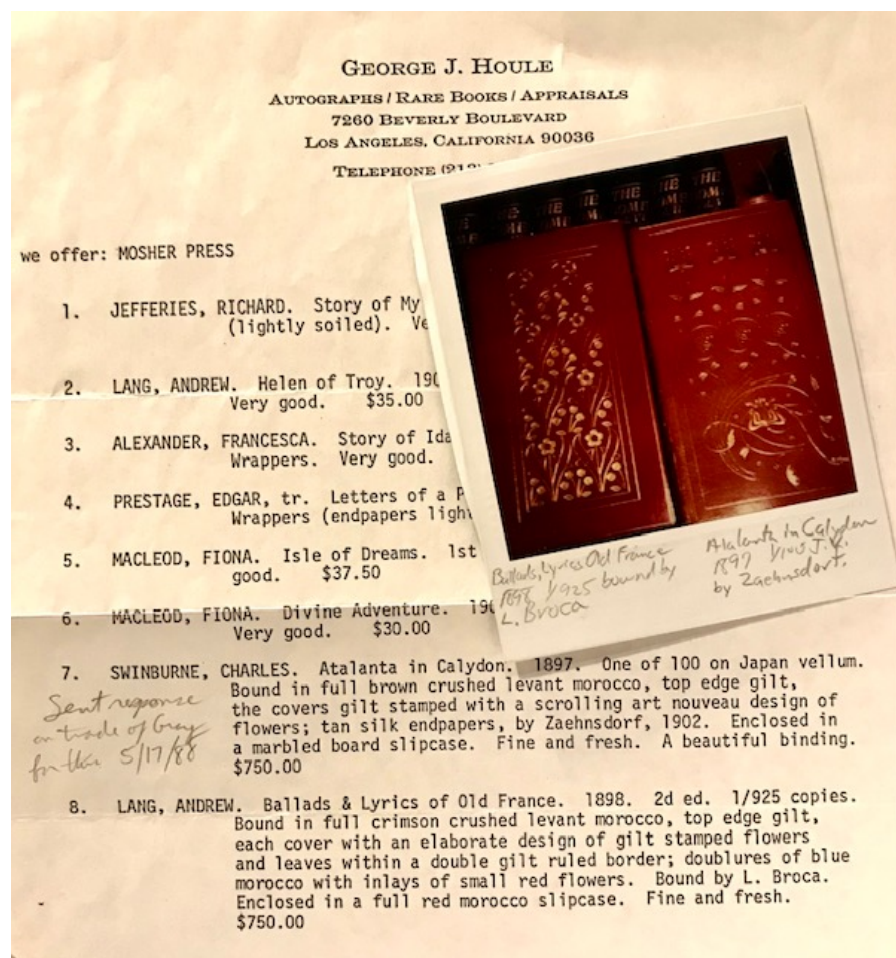 GEORGE J. HOULE
AUTOGRAPHS / RARE BOOKS / APPRAISALS
7260 BEVERLY BOULEVARD
LOS ANGELES, CALIFORNIA 90036
TELEPHONE (213)
we offer: MOSHER PRESS
1. JEFFERIES, RICHARD. Story of My
(lightly soiled). Ve
2. LANG, ANDREW. Helen of Troy. 190
Very good. $35.00
3. ALEXANDER, FRANCESCA. Story of Ida
Wrappers. Very good.
4. PRESTAGE, EDGAR, tr. Letters of a P
Wrappers (endpapers ligh
5. MACLEOD, FIONA. Isle of Dreams. 1st
good. $37.50
6. MACLEOD, FIONA. Divine Adventure. 190
Very good. $30.00
7. SWINBURNE, CHARLES. Atalanta in Calydon. 1897. One of 100 on Japan vellum.
Bound in full brown crushed levant morocco, top edge gilt,
the covers gilt stamped with a scrolling art nouveau design of
flowers; tan silk endpapers, by Zaehnsdorf, 1902. Enclosed in
a marbled board slipcase. Fine and fresh. A beautiful binding.
$750.00
8. LANG, ANDREW. Ballads & Lyrics of Old France. 1898. 2d ed. 1/925 copies.
Bound in full crimson crushed levant morocco, top edge gilt,
each cover with an elaborate design of gilt stamped flowers
and leaves within a double gilt ruled border; doublures of blue
morocco with inlays of small red flowers. Bound by L. Broca.
Enclosed in a full red morocco slipcase. Fine and fresh.
$750.00
Sent response
on trade of Gray
for this 5/17/88
THE THE THE THE THE
Ballads, Lyrics Old France
1898 1/925 bound by
L. Broca
Atalanta in Calydon
1897 1/100 J.V.
by Zaehnsdorf.